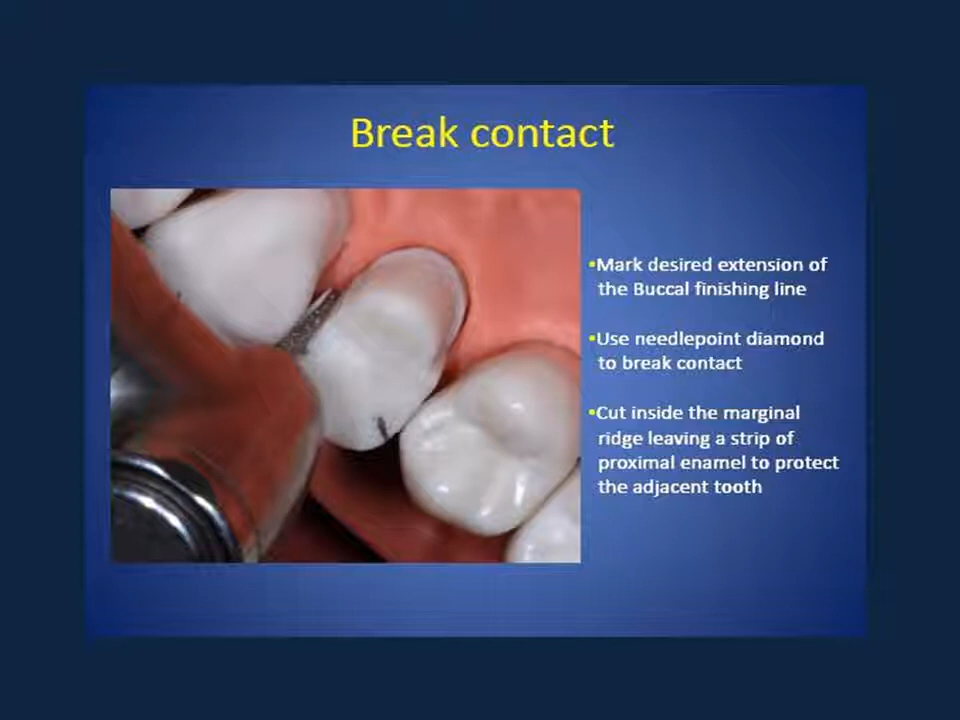 Break contact
•Mark desired extension of
the Buccal finishing line
•Use needlepoint diamond
to break contact
•Cut inside the marginal
ridge leaving a strip of
proximal enamel to protect
the adjacent tooth